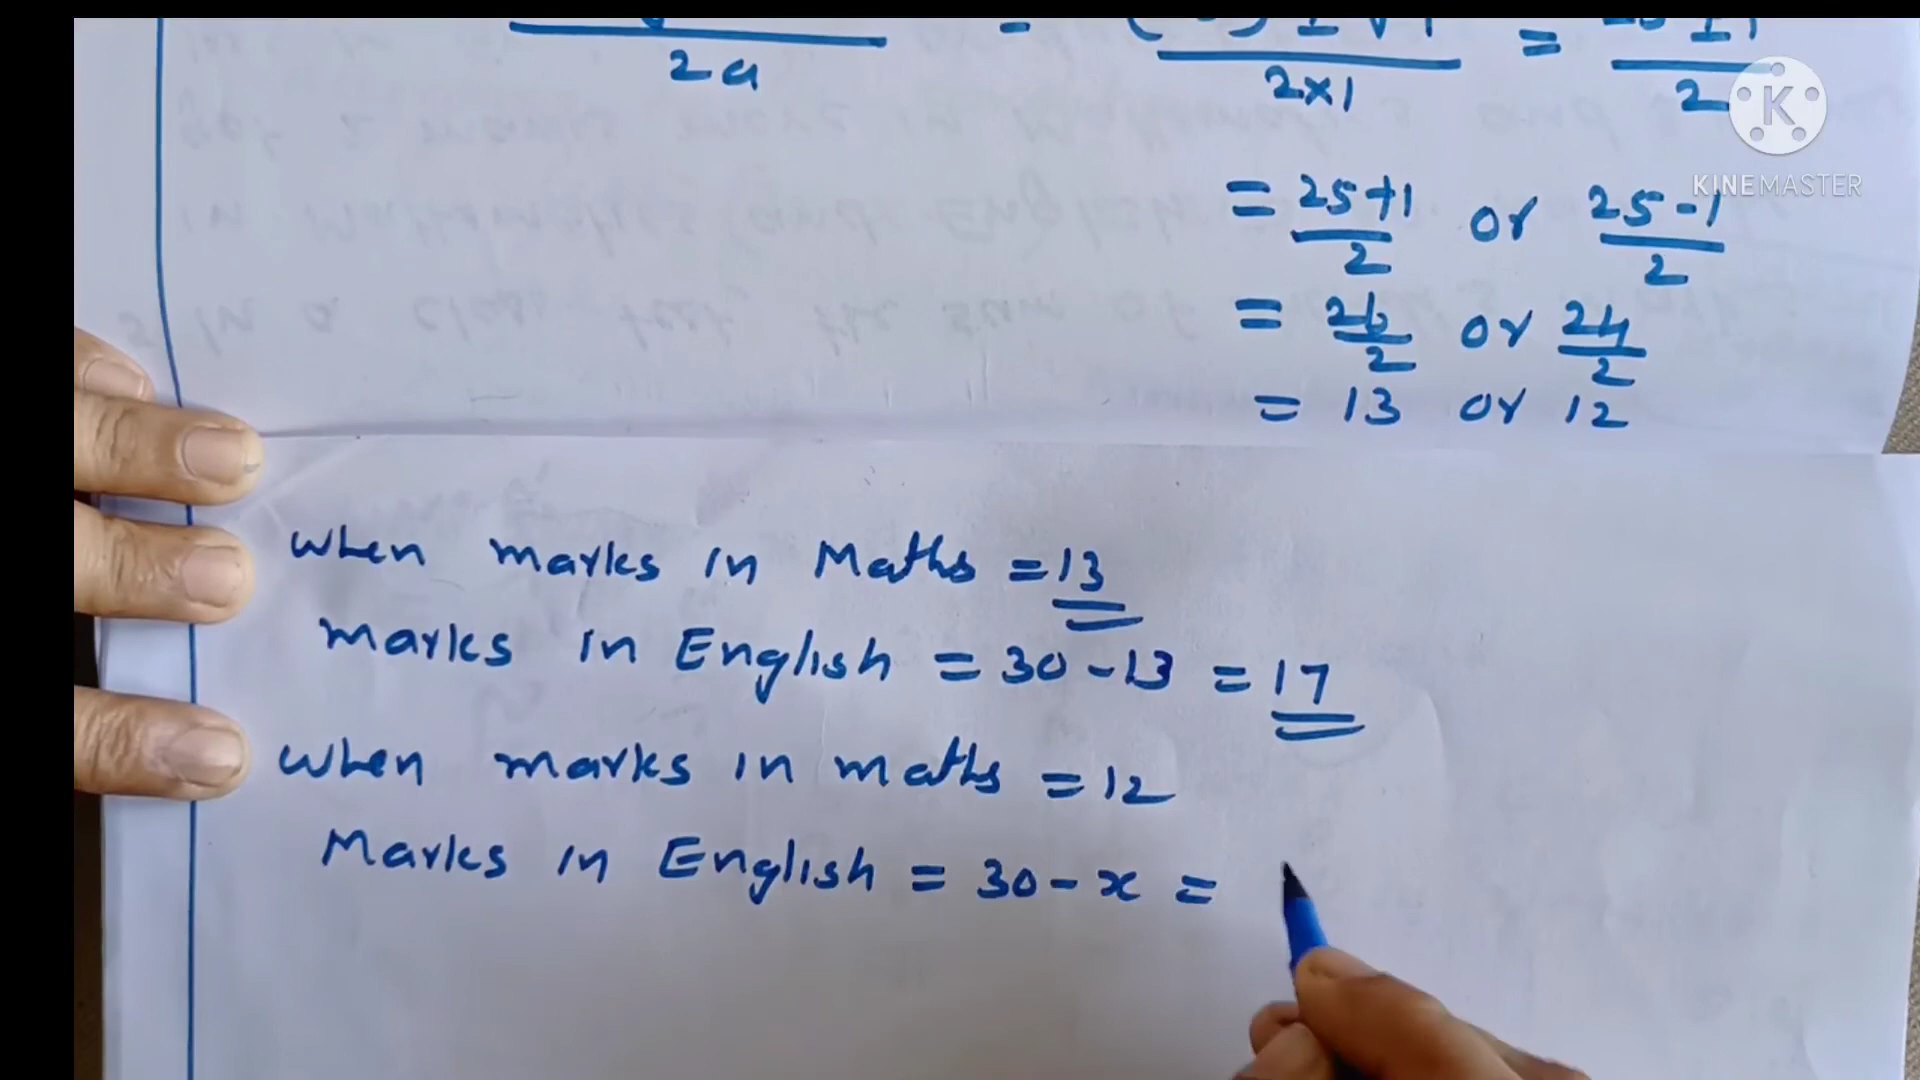 2a = 2×1 = 2
KINEMASTER
= 25+1/2 or 25-1/2
= 26/2 or 24/2
= 13 or 12
When marks in Maths = 13
Marks in English = 30-13 = 17
When marks in maths = 12
Marks in English = 30-x =